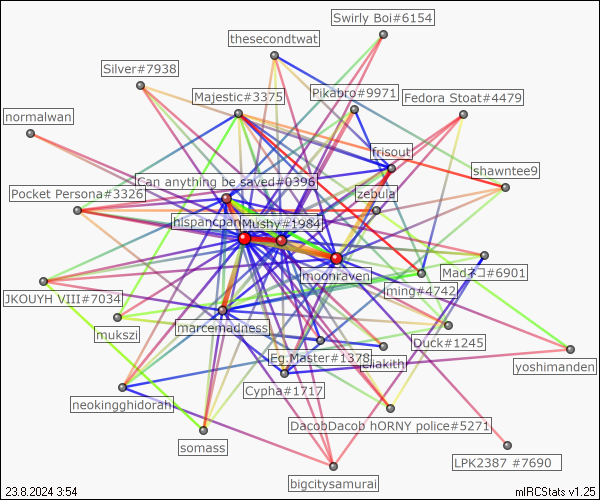 Swirly Boi#6154
thesecondtwat
Silver#7938
Pikabro#9971
Majestic#3375
Fedora Stoat#4479
normalwan
frisout
shawntee9
Can anything be saved#0396
Pocket Persona#3326
zebula
hispancpan
Mushy#1984
moonraven
Madネコ#6901
ming#4742
JKOUYH VIII#7034
marcemadness
mukszi
Duck#1245
Eg.Master#1378
eliakith
yoshimanden
Cypha#1717
neokingghidorah
DacobDacob hORNY police#5271
somass
LPK2387 #7690
bigcitysamurai
23.8.2024 3:54
mIRCStats v1.25